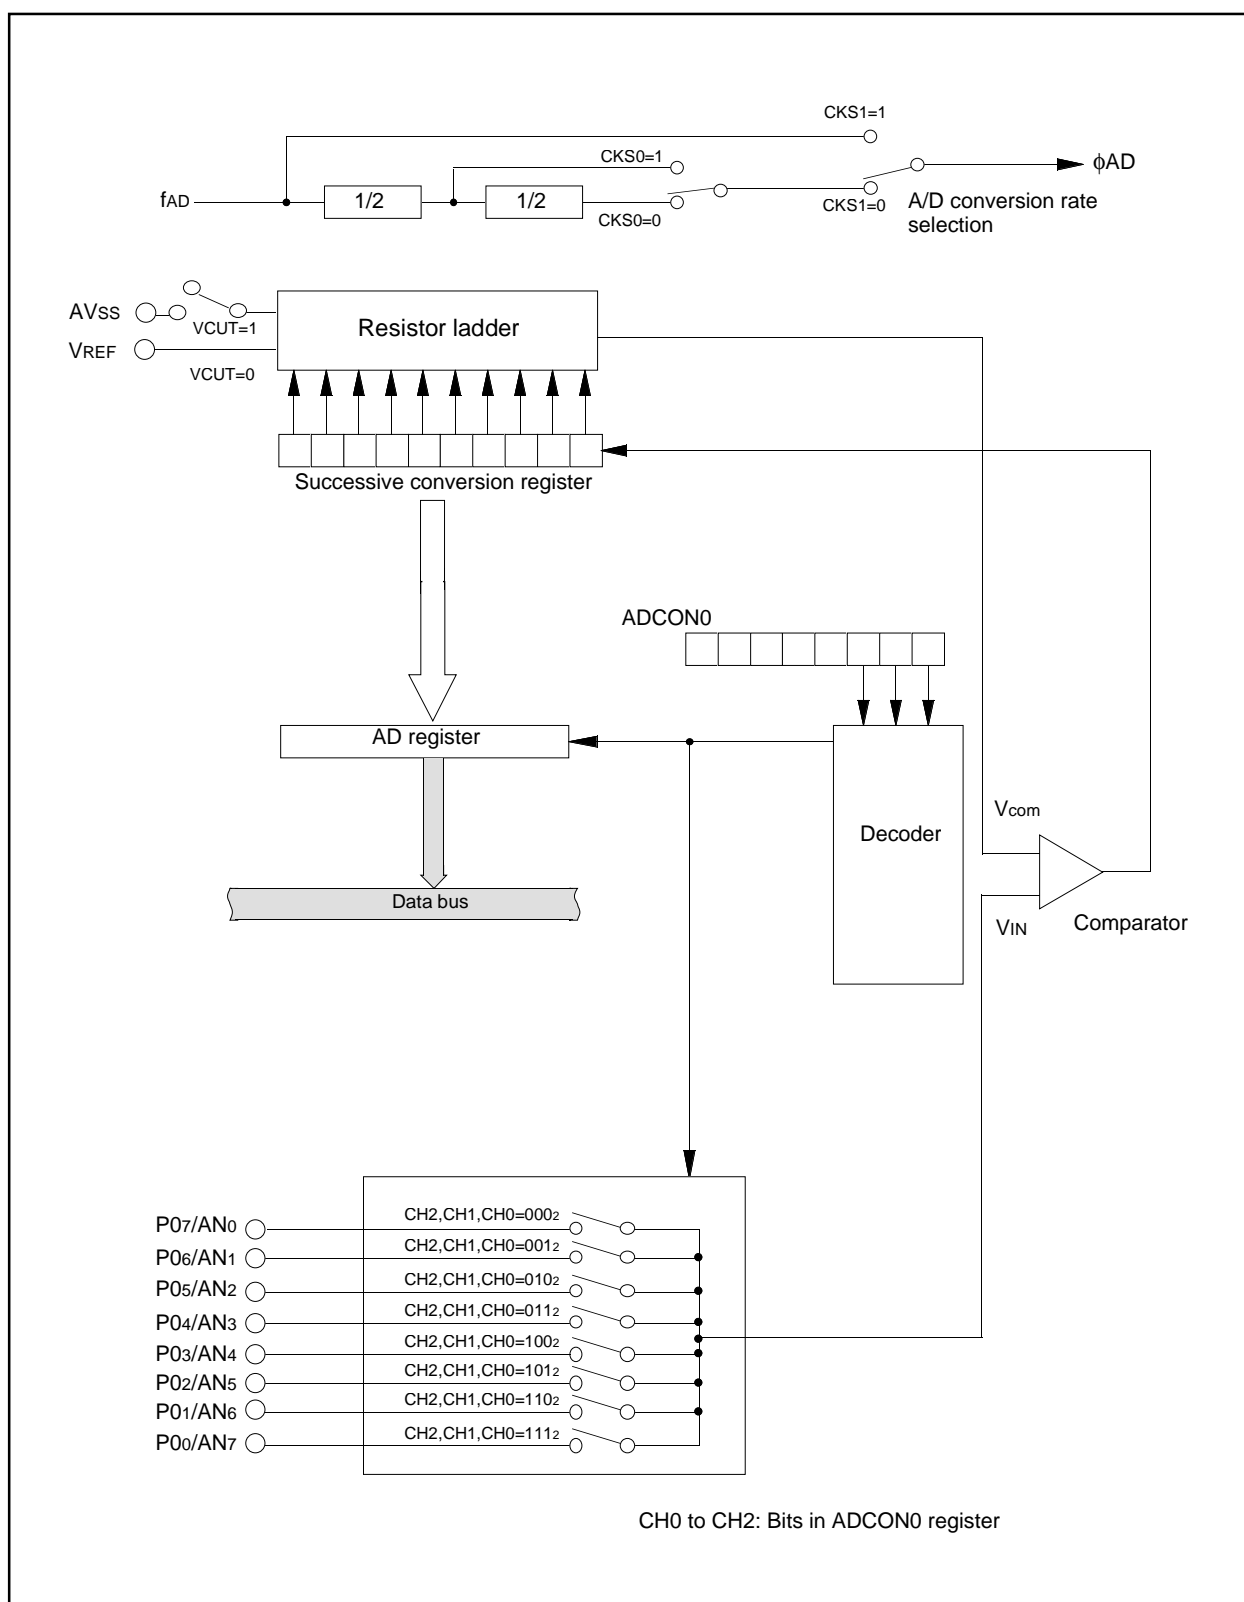 CKS1=1
CKS0=1
ϕAD
fAD
1/2
1/2
CKS0=0
CKS1=0
A/D conversion rate
selection
AVSS
VCUT=1
Resistor ladder
VREF
VCUT=0
Successive conversion register
ADCON0
AD register
Decoder
Vcom
Data bus
VIN
Comparator
P07/AN0
CH2,CH1,CH0=0002
P06/AN1
CH2,CH1,CH0=0012
P05/AN2
CH2,CH1,CH0=0102
P04/AN3
CH2,CH1,CH0=0112
P03/AN4
CH2,CH1,CH0=1002
P02/AN5
CH2,CH1,CH0=1012
P01/AN6
CH2,CH1,CH0=1102
P00/AN7
CH2,CH1,CH0=1112
CH0 to CH2: Bits in ADCON0 register